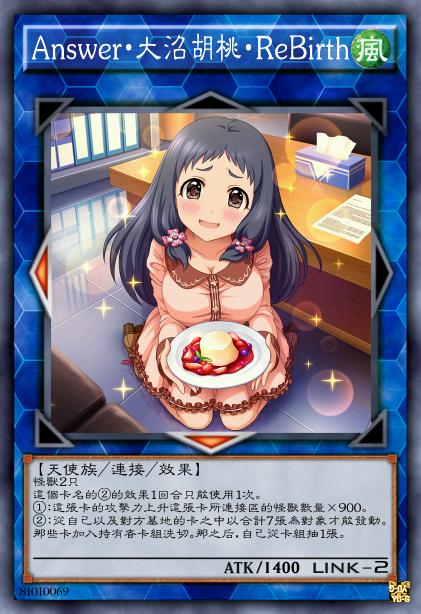 Answer・大沼胡桃・ReBirth 風
【天使族/連接/效果】
怪獸2只
這個卡名的②的效果1回合只能使用1次。
①:這張卡的攻擊力上升這張卡所連接區的怪獸數量×900。
②:從自己以及對方墓地的卡之中以合計7張為對象才能發動。
那些卡加入持有者卡組洗切。那之后,自己從卡組抽1張。
ATK/1400 LINK-2
81010069